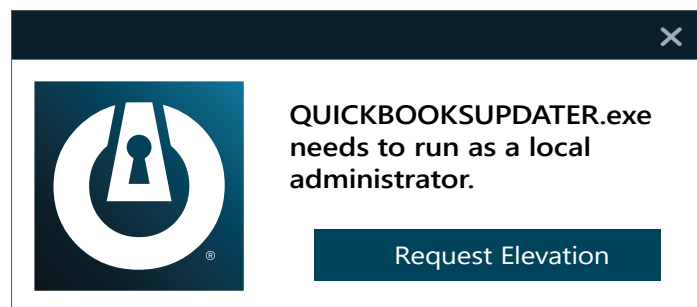 QUICKBOOKSUPDATER.exe
needs to run as a local
administrator.
®
Request Elevation